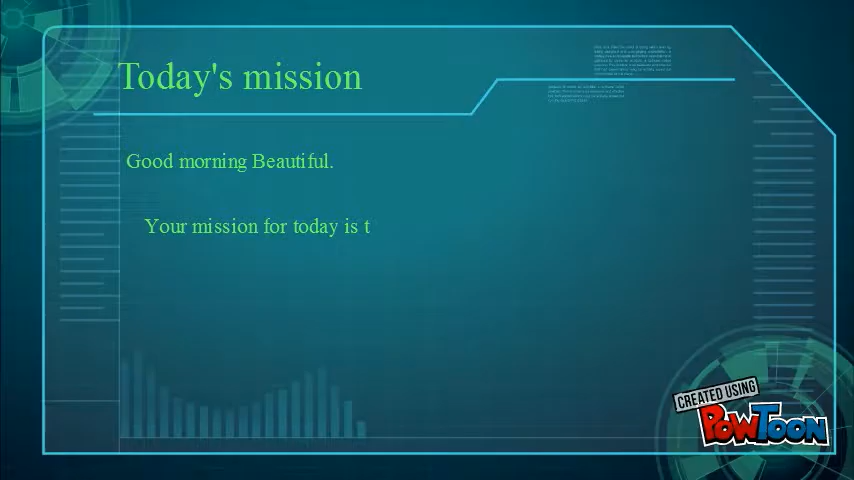 Today's mission
Good morning Beautiful.
Your mission for today is t
CREATED USING
PowToon